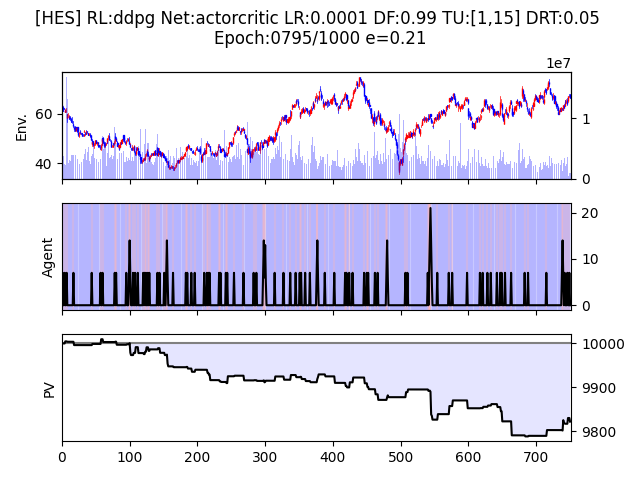 [HES] RL:ddpg Net:actorcritic LR:0.0001 DF:0.99 TU:[1,15] DRT:0.05
Epoch:0795/1000 e=0.21
1e7
Env.
60
40
1
0
Agent
20
10
0
PV
10000
9900
9800
0 100 200 300 400 500 600 700